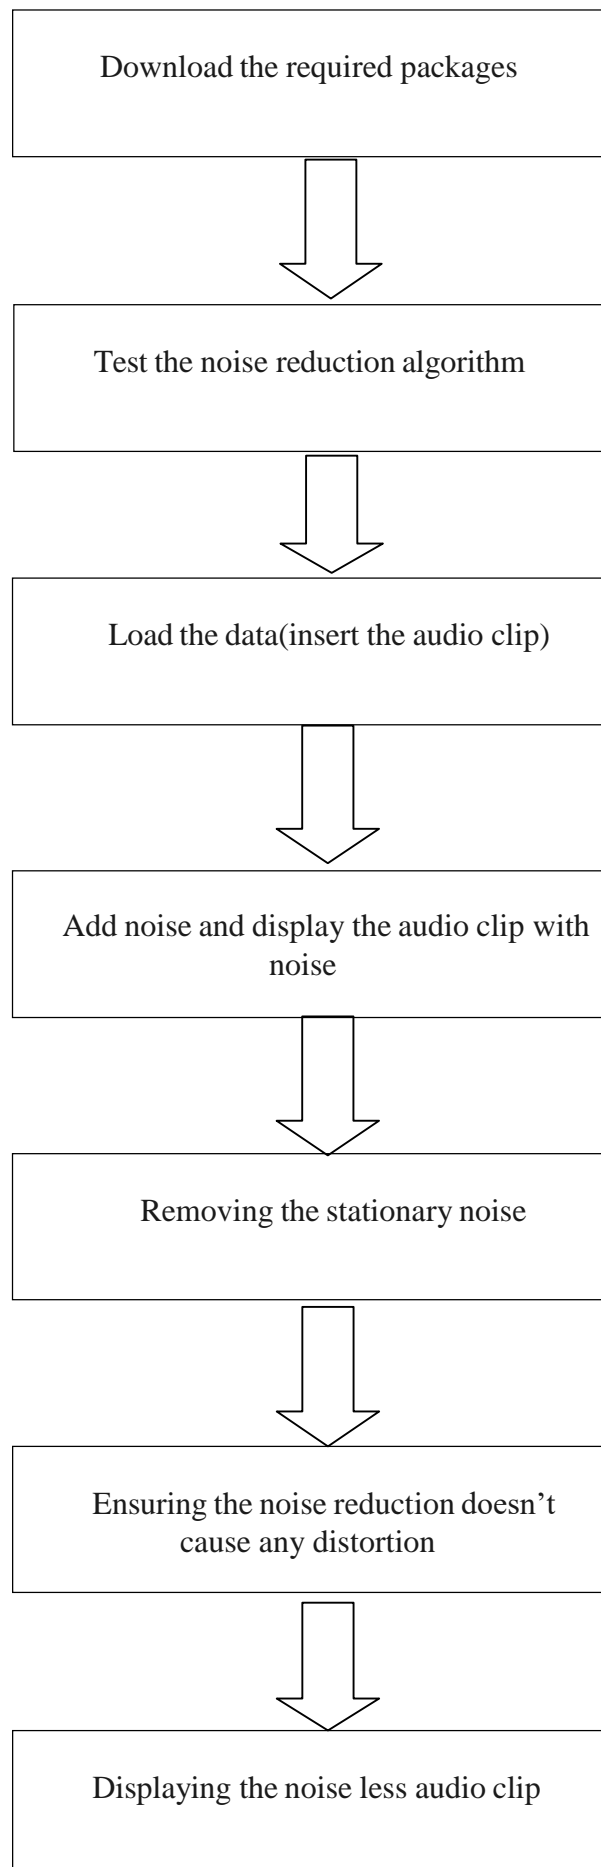 Download the required packages
Test the noise reduction algorithm
Load the data(insert the audio clip)
Add noise and display the audio clip with
noise
Removing the stationary noise
Ensuring the noise reduction doesn’t
cause any distortion
Displaying the noise less audio clip